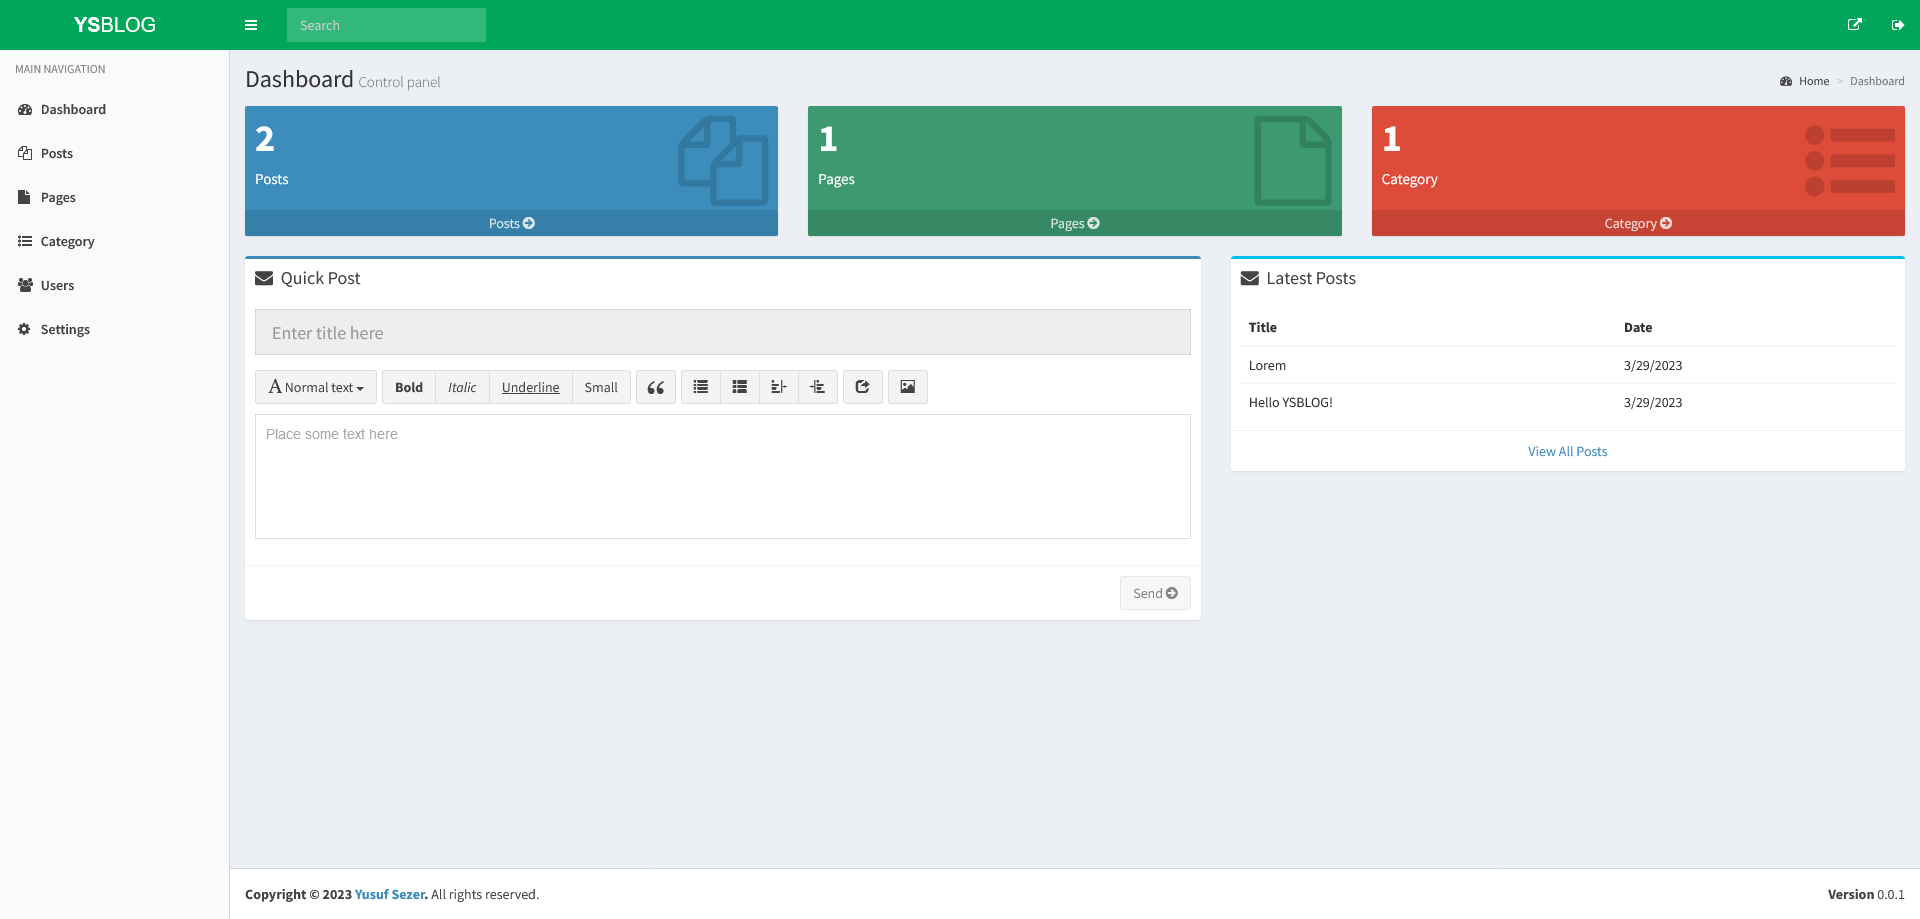 YSBLOG
Search
MAIN NAVIGATION
Dashboard
Posts
Pages
Category
Users
Settings
Dashboard Control panel
Home > Dashboard
2
Posts
Posts
1
Pages
Pages
1
Category
Category
Quick Post
Enter title here
A Normal text Bold Italic Underline Small
Place some text here
Send
Latest Posts
Title Date
Lorem 3/29/2023
Hello YSBLOG! 3/29/2023
View All Posts
Copyright © 2023 Yusuf Sezer. All rights reserved.
Version 0.0.1